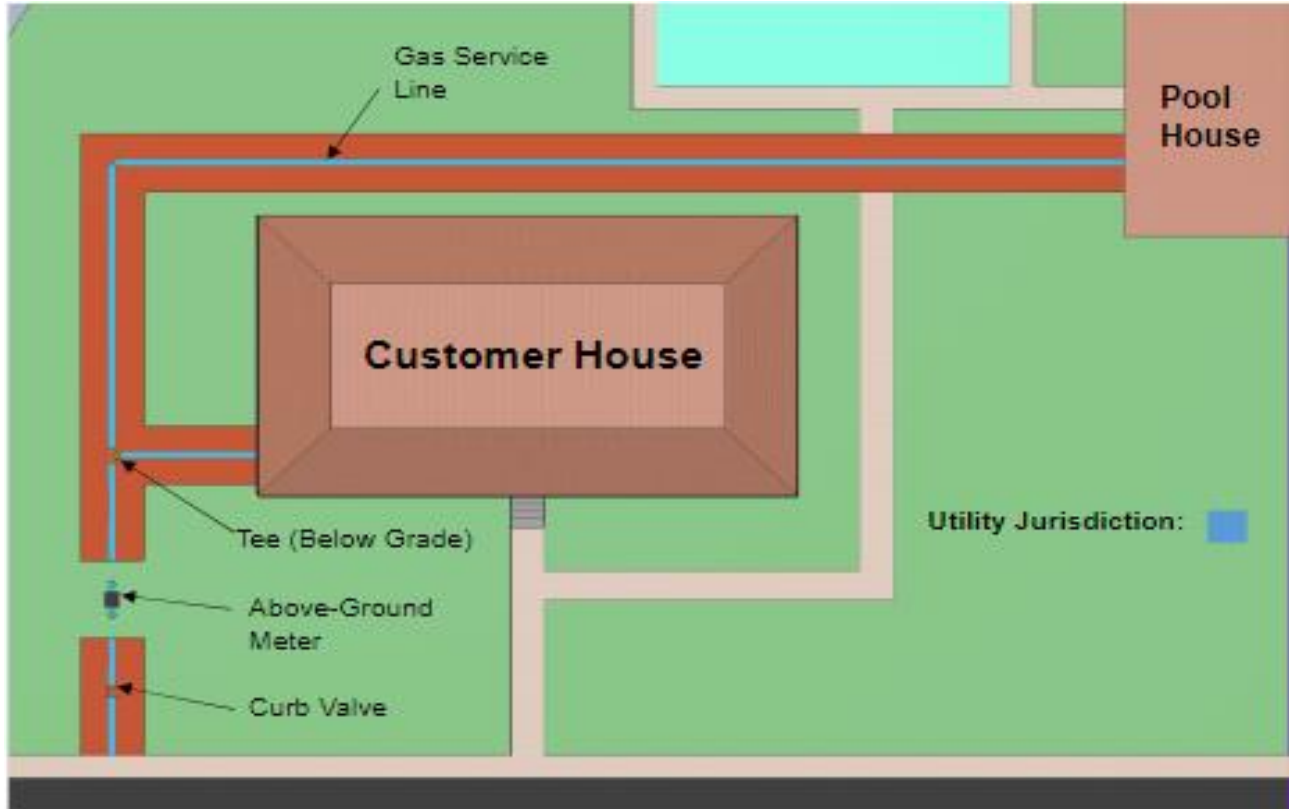 Gas Service
Line
Pool
House
Customer House
Utility Jurisdiction:
Tee (Below Grade)
Above-Ground
Meter
Curb Valve